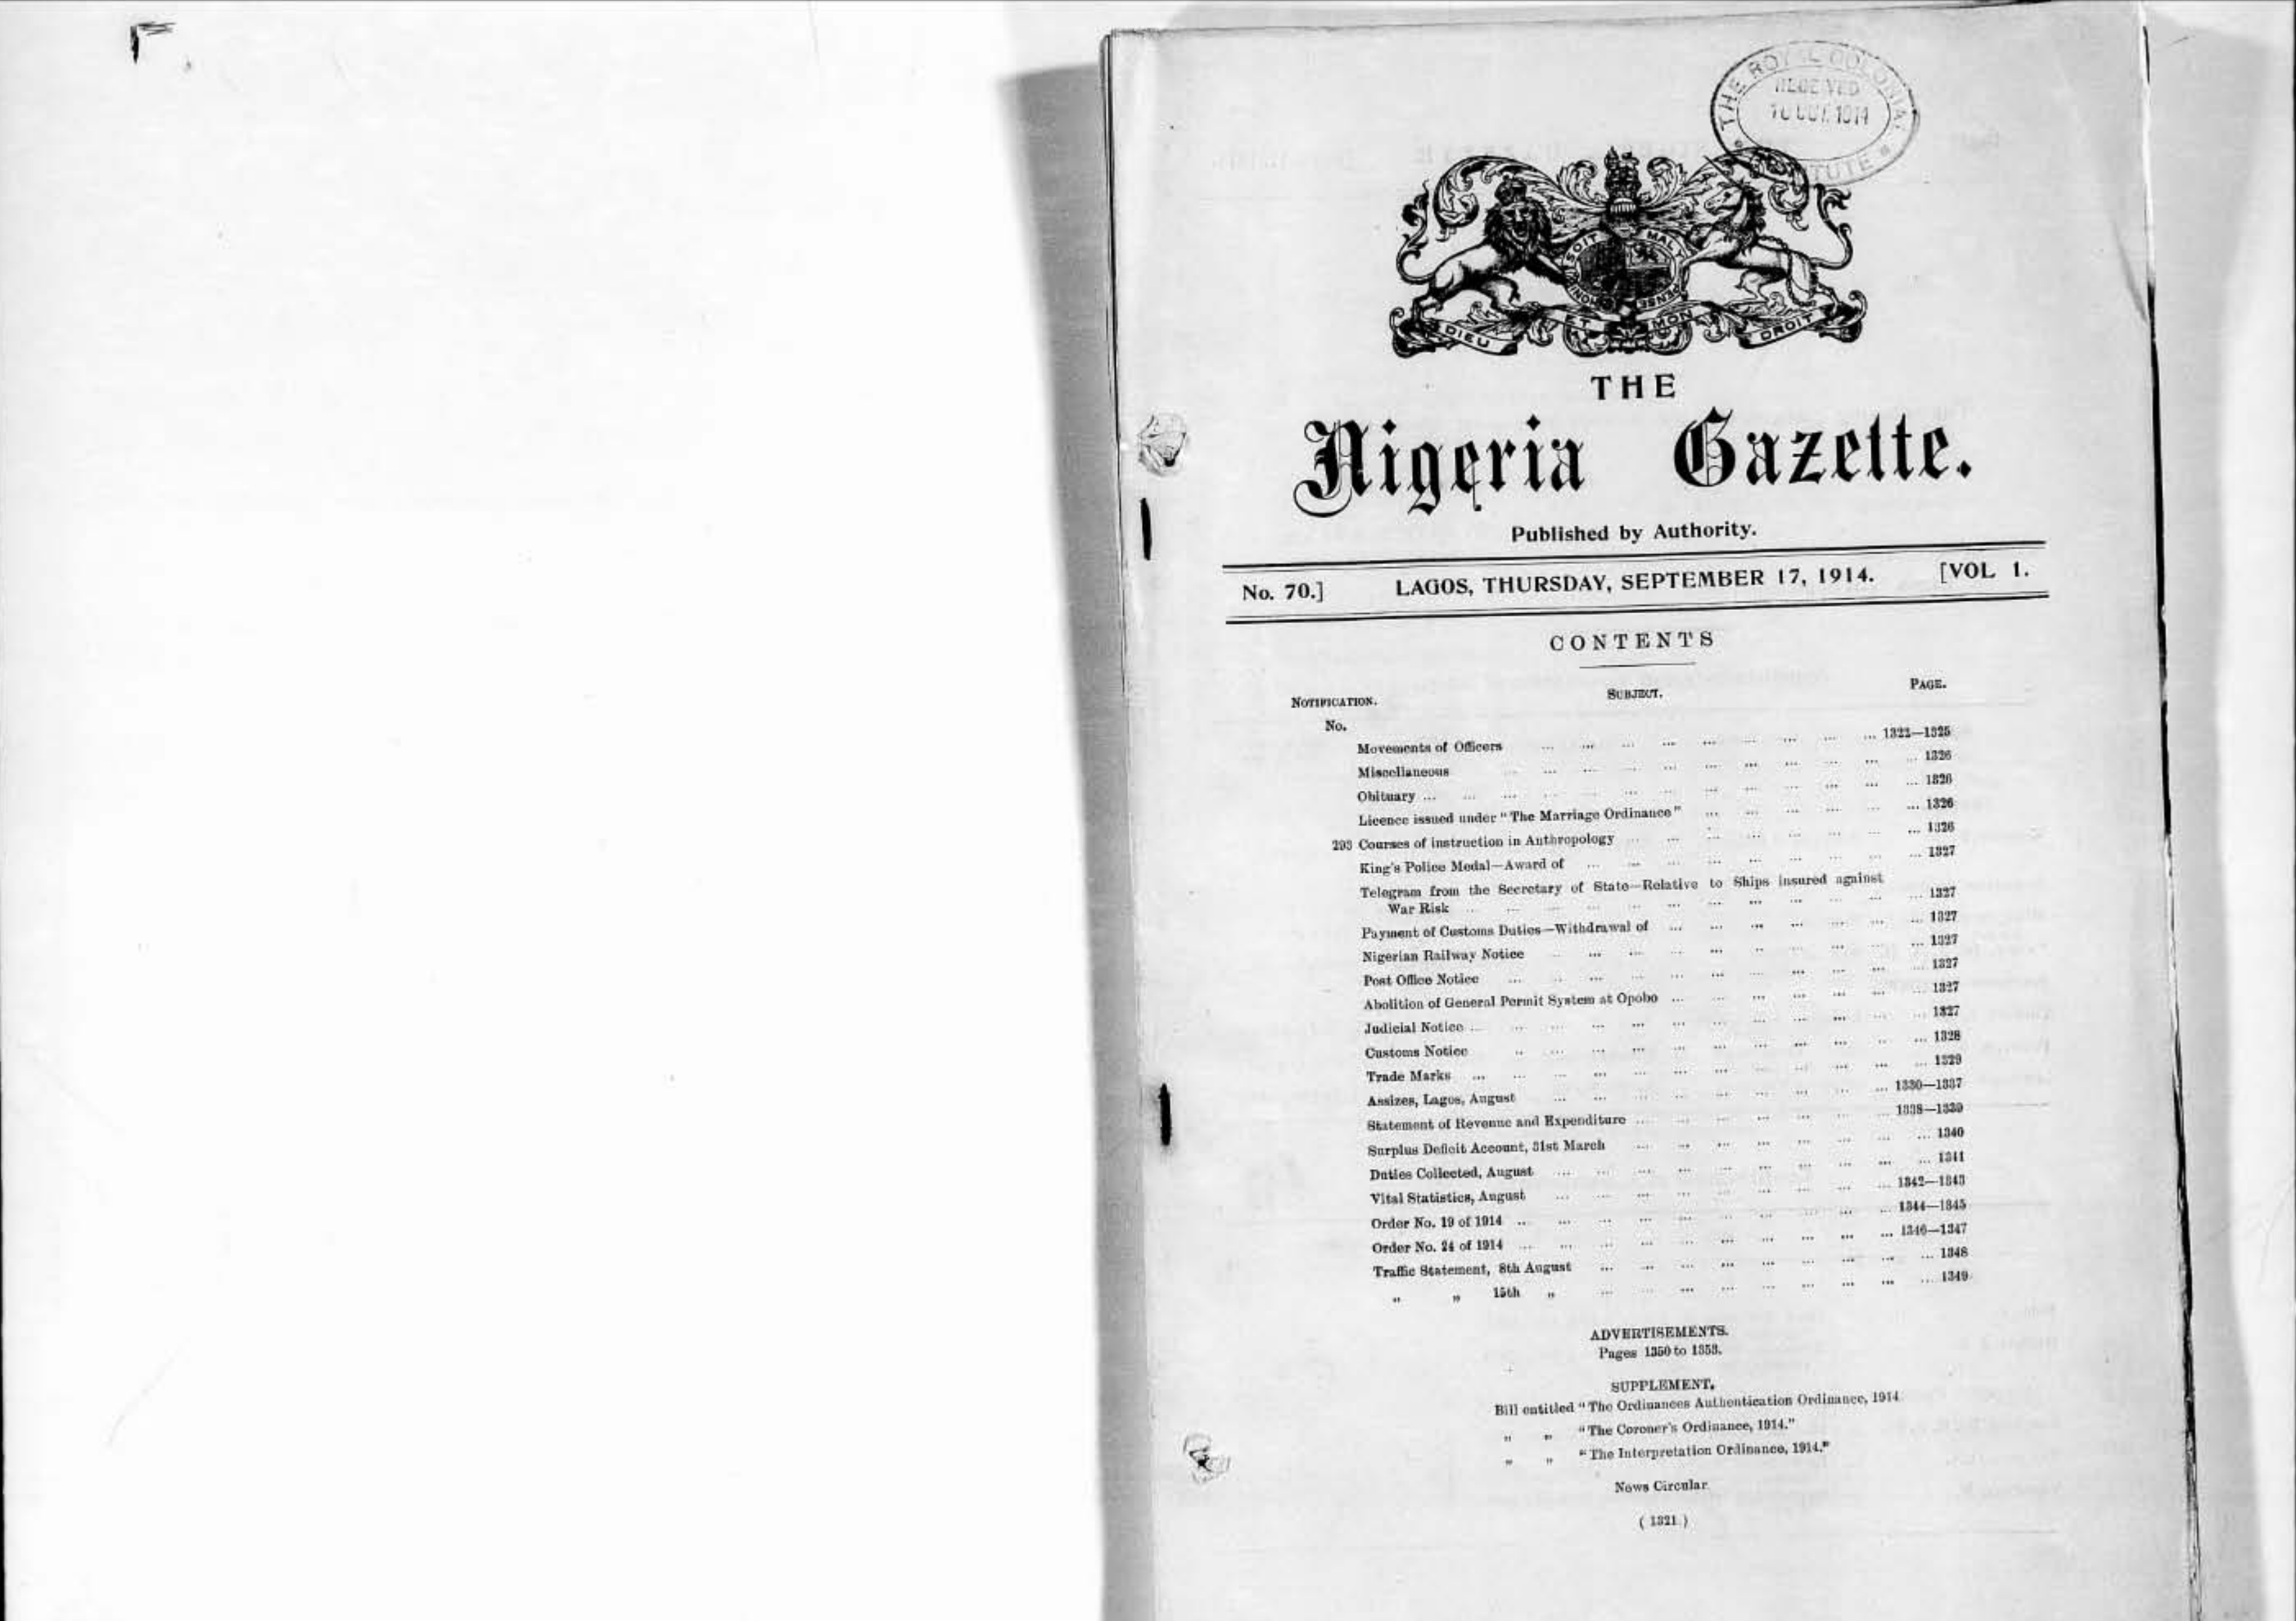 THE ROYAL COLONIAL
RECEIVED
1914
TUTE
SOIT
MAL
HONI
PENSE
DIEU
ET
MON
DROIT
THE
Nigeria Gazette.
Published by Authority.
No. 70.] LAGOS, THURSDAY, SEPTEMBER 17, 1914. [VOL 1.
CONTENTS
NOTIFICATION. SUBJECT. PAGE.
No.
Movements of Officers ... 1322—1325
Miscellaneous ... 1326
Obituary ... 1326
Licence issued under "The Marriage Ordinance" ... 1326
293 Courses of instruction in Anthropology ... 1326
King's Police Medal—Award of ... 1327
Telegram from the Secretary of State—Relative to Ships insured against
War Risk ... 1327
Payment of Customs Duties—Withdrawal of ... 1327
Nigerian Railway Notice ... 1327
Post Office Notice ... 1327
Abolition of General Permit System at Opobo ... 1327
Judicial Notice ... 1327
Customs Notice ... 1328
Trade Marks ... 1329
Assizes, Lagos, August ... 1330—1337
Statement of Revenue and Expenditure ... 1338—1339
Surplus Deficit Account, 31st March ... 1340
Duties Collected, August ... 1341
Vital Statistics, August ... 1342—1343
Order No. 19 of 1914 ... 1344—1345
Order No. 24 of 1914 ... 1346—1347
Traffic Statement, 8th August ... 1348
„ „ 15th „ ... 1349
ADVERTISEMENTS.
Pages 1350 to 1353.
SUPPLEMENT.
Bill entitled "The Ordinances Authentication Ordinance, 1914
„ „ "The Coroner's Ordinance, 1914."
„ „ "The Interpretation Ordinance, 1914."
News Circular.
( 1321 )